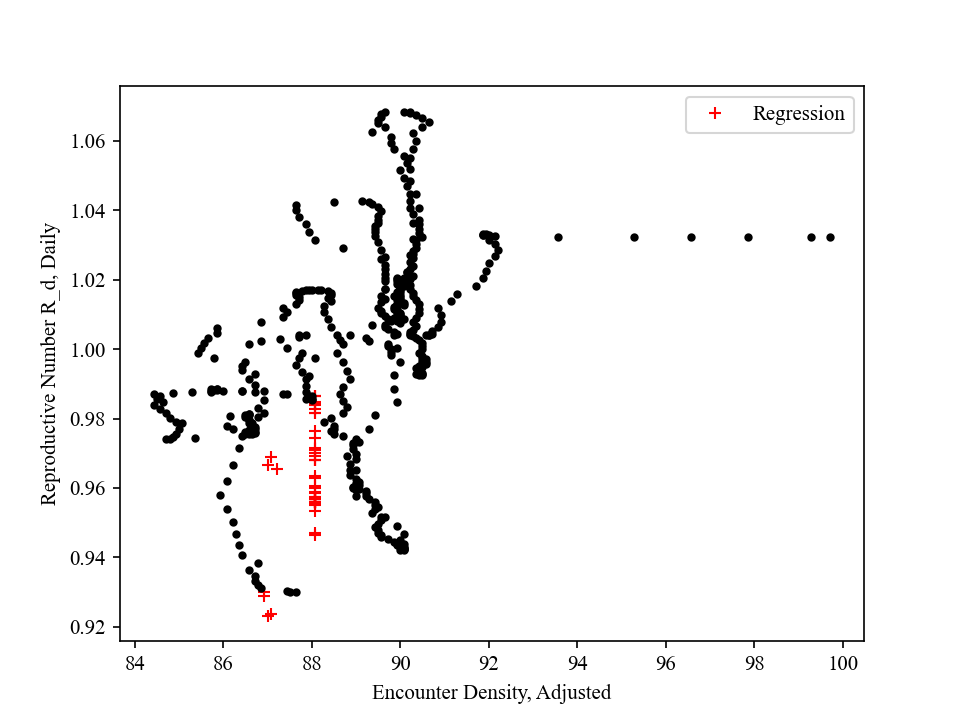 Regression
1.06
1.04
1.02
1.00
0.98
0.96
0.94
0.92
Reproductive Number R_d, Daily
84 86 88 90 92 94 96 98 100
Encounter Density, Adjusted